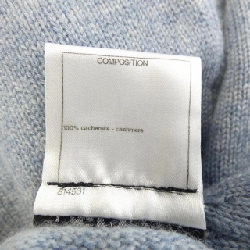 COMPOSITION
100% cachemire - cashmere